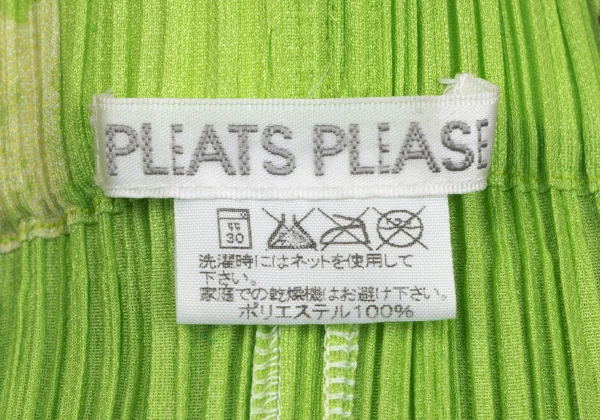 PLEATS PLEASE
弱
30
洗濯時にはネットを使用して
下さい。
家庭での乾燥機はお避け下さい。
ポリエステル100%